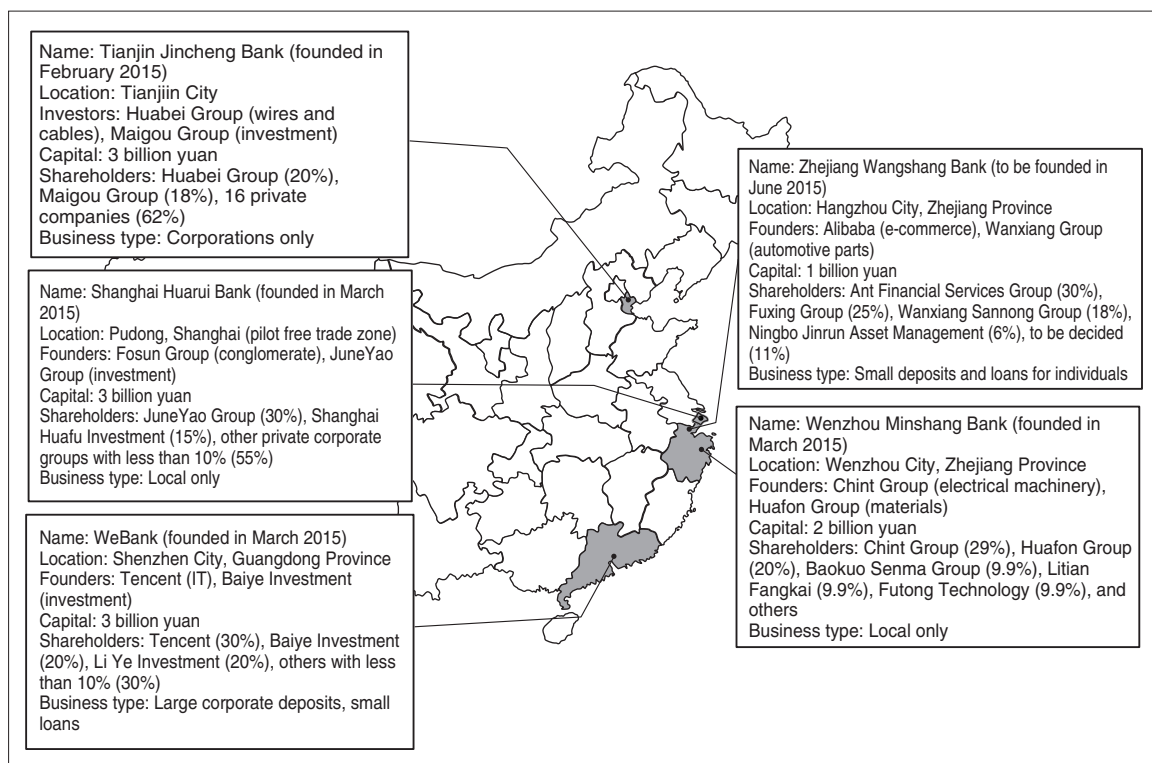 Name: Tianjin Jincheng Bank (founded in
February 2015)
Location: Tianjiin City
Investors: Huabei Group (wires and
cables), Maigou Group (investment)
Capital: 3 billion yuan
Shareholders: Huabei Group (20%),
Maigou Group (18%), 16 private
companies (62%)
Business type: Corporations only
Name: Shanghai Huarui Bank (founded in March
2015)
Location: Pudong, Shanghai (pilot free trade zone)
Founders: Fosun Group (conglomerate), JuneYao
Group (investment)
Capital: 3 billion yuan
Shareholders: JuneYao Group (30%), Shanghai
Huafu Investment (15%), other private corporate
groups with less than 10% (55%)
Business type: Local only
Name: WeBank (founded in March 2015)
Location: Shenzhen City, Guangdong Province
Founders: Tencent (IT), Baiye Investment
(investment)
Capital: 3 billion yuan
Shareholders: Tencent (30%), Baiye Investment
(20%), Li Ye Investment (20%), others with less
than 10% (30%)
Business type: Large corporate deposits, small
loans
Name: Zhejiang Wangshang Bank (to be founded in
June 2015)
Location: Hangzhou City, Zhejiang Province
Founders: Alibaba (e-commerce), Wanxiang Group
(automotive parts)
Capital: 1 billion yuan
Shareholders: Ant Financial Services Group (30%),
Fuxing Group (25%), Wanxiang Sannong Group (18%),
Ningbo Jinrun Asset Management (6%), to be decided
(11%)
Business type: Small deposits and loans for individuals
Name: Wenzhou Minshang Bank (founded in
March 2015)
Location: Wenzhou City, Zhejiang Province
Founders: Chint Group (electrical machinery),
Huafon Group (materials)
Capital: 2 billion yuan
Shareholders: Chint Group (29%), Huafon Group
(20%), Baokuo Senma Group (9.9%), Litian
Fangkai (9.9%), Futong Technology (9.9%), and
others
Business type: Local only